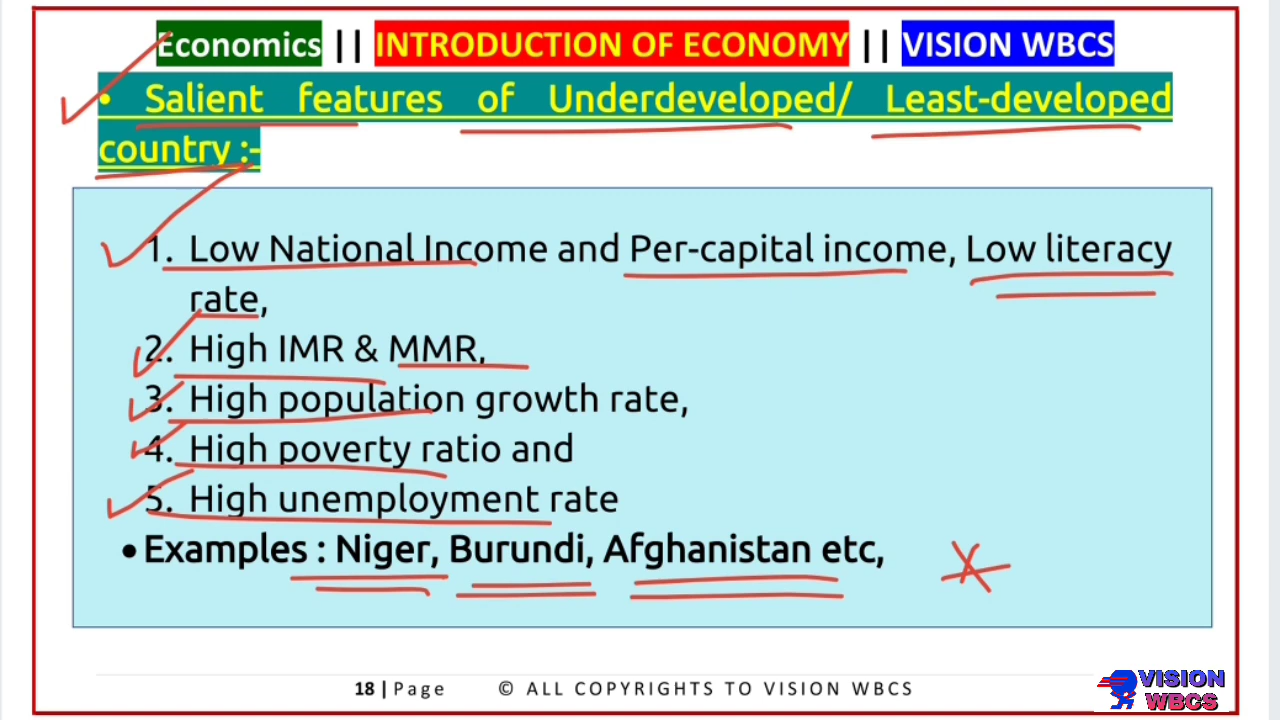 Economics || INTRODUCTION OF ECONOMY || VISION WBCS
• Salient features of Underdeveloped/ Least-developed
country :-
1. Low National Income and Per-capital income, Low literacy
rate,
2. High IMR & MMR,
3. High population growth rate,
4. High poverty ratio and
5. High unemployment rate
• Examples : Niger, Burundi, Afghanistan etc,
18 | Page © ALL COPYRIGHTS TO VISION WBCS
VISION
WBCS